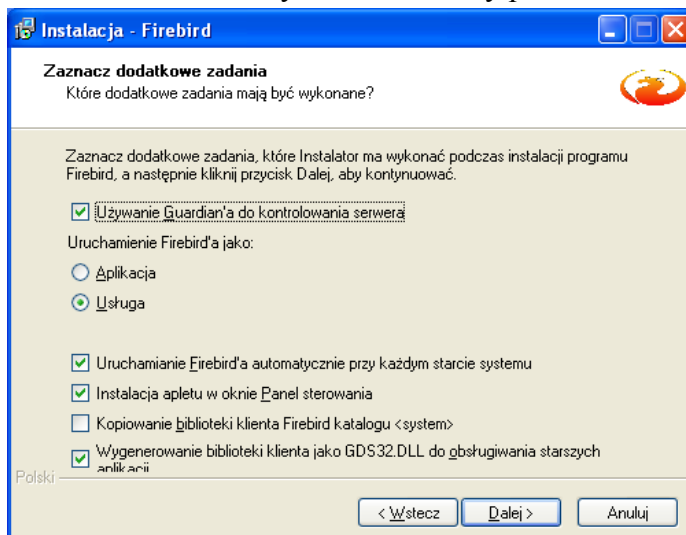 Instalacja - Firebird
Zaznacz dodatkowe zadania
Które dodatkowe zadania mają być wykonane?
Zaznacz dodatkowe zadania, które Instalator ma wykonać podczas instalacji programu
Firebird, a następnie kliknij przycisk Dalej, aby kontynuować.
Używanie Guardian'a do kontrolowania serwera
Uruchamienie Firebird'a jako:
Aplikacja
Usługa
Uruchamianie Firebird'a automatycznie przy każdym starcie systemu
Instalacja apletu w oknie Panel sterowania
Kopiowanie biblioteki klienta Firebird katalogu <system>
Wygenerowanie biblioteki klienta jako GDS32.DLL do obsługiwania starszych
aplikacji
Polski
< Wstecz
Dalej >
Anuluj